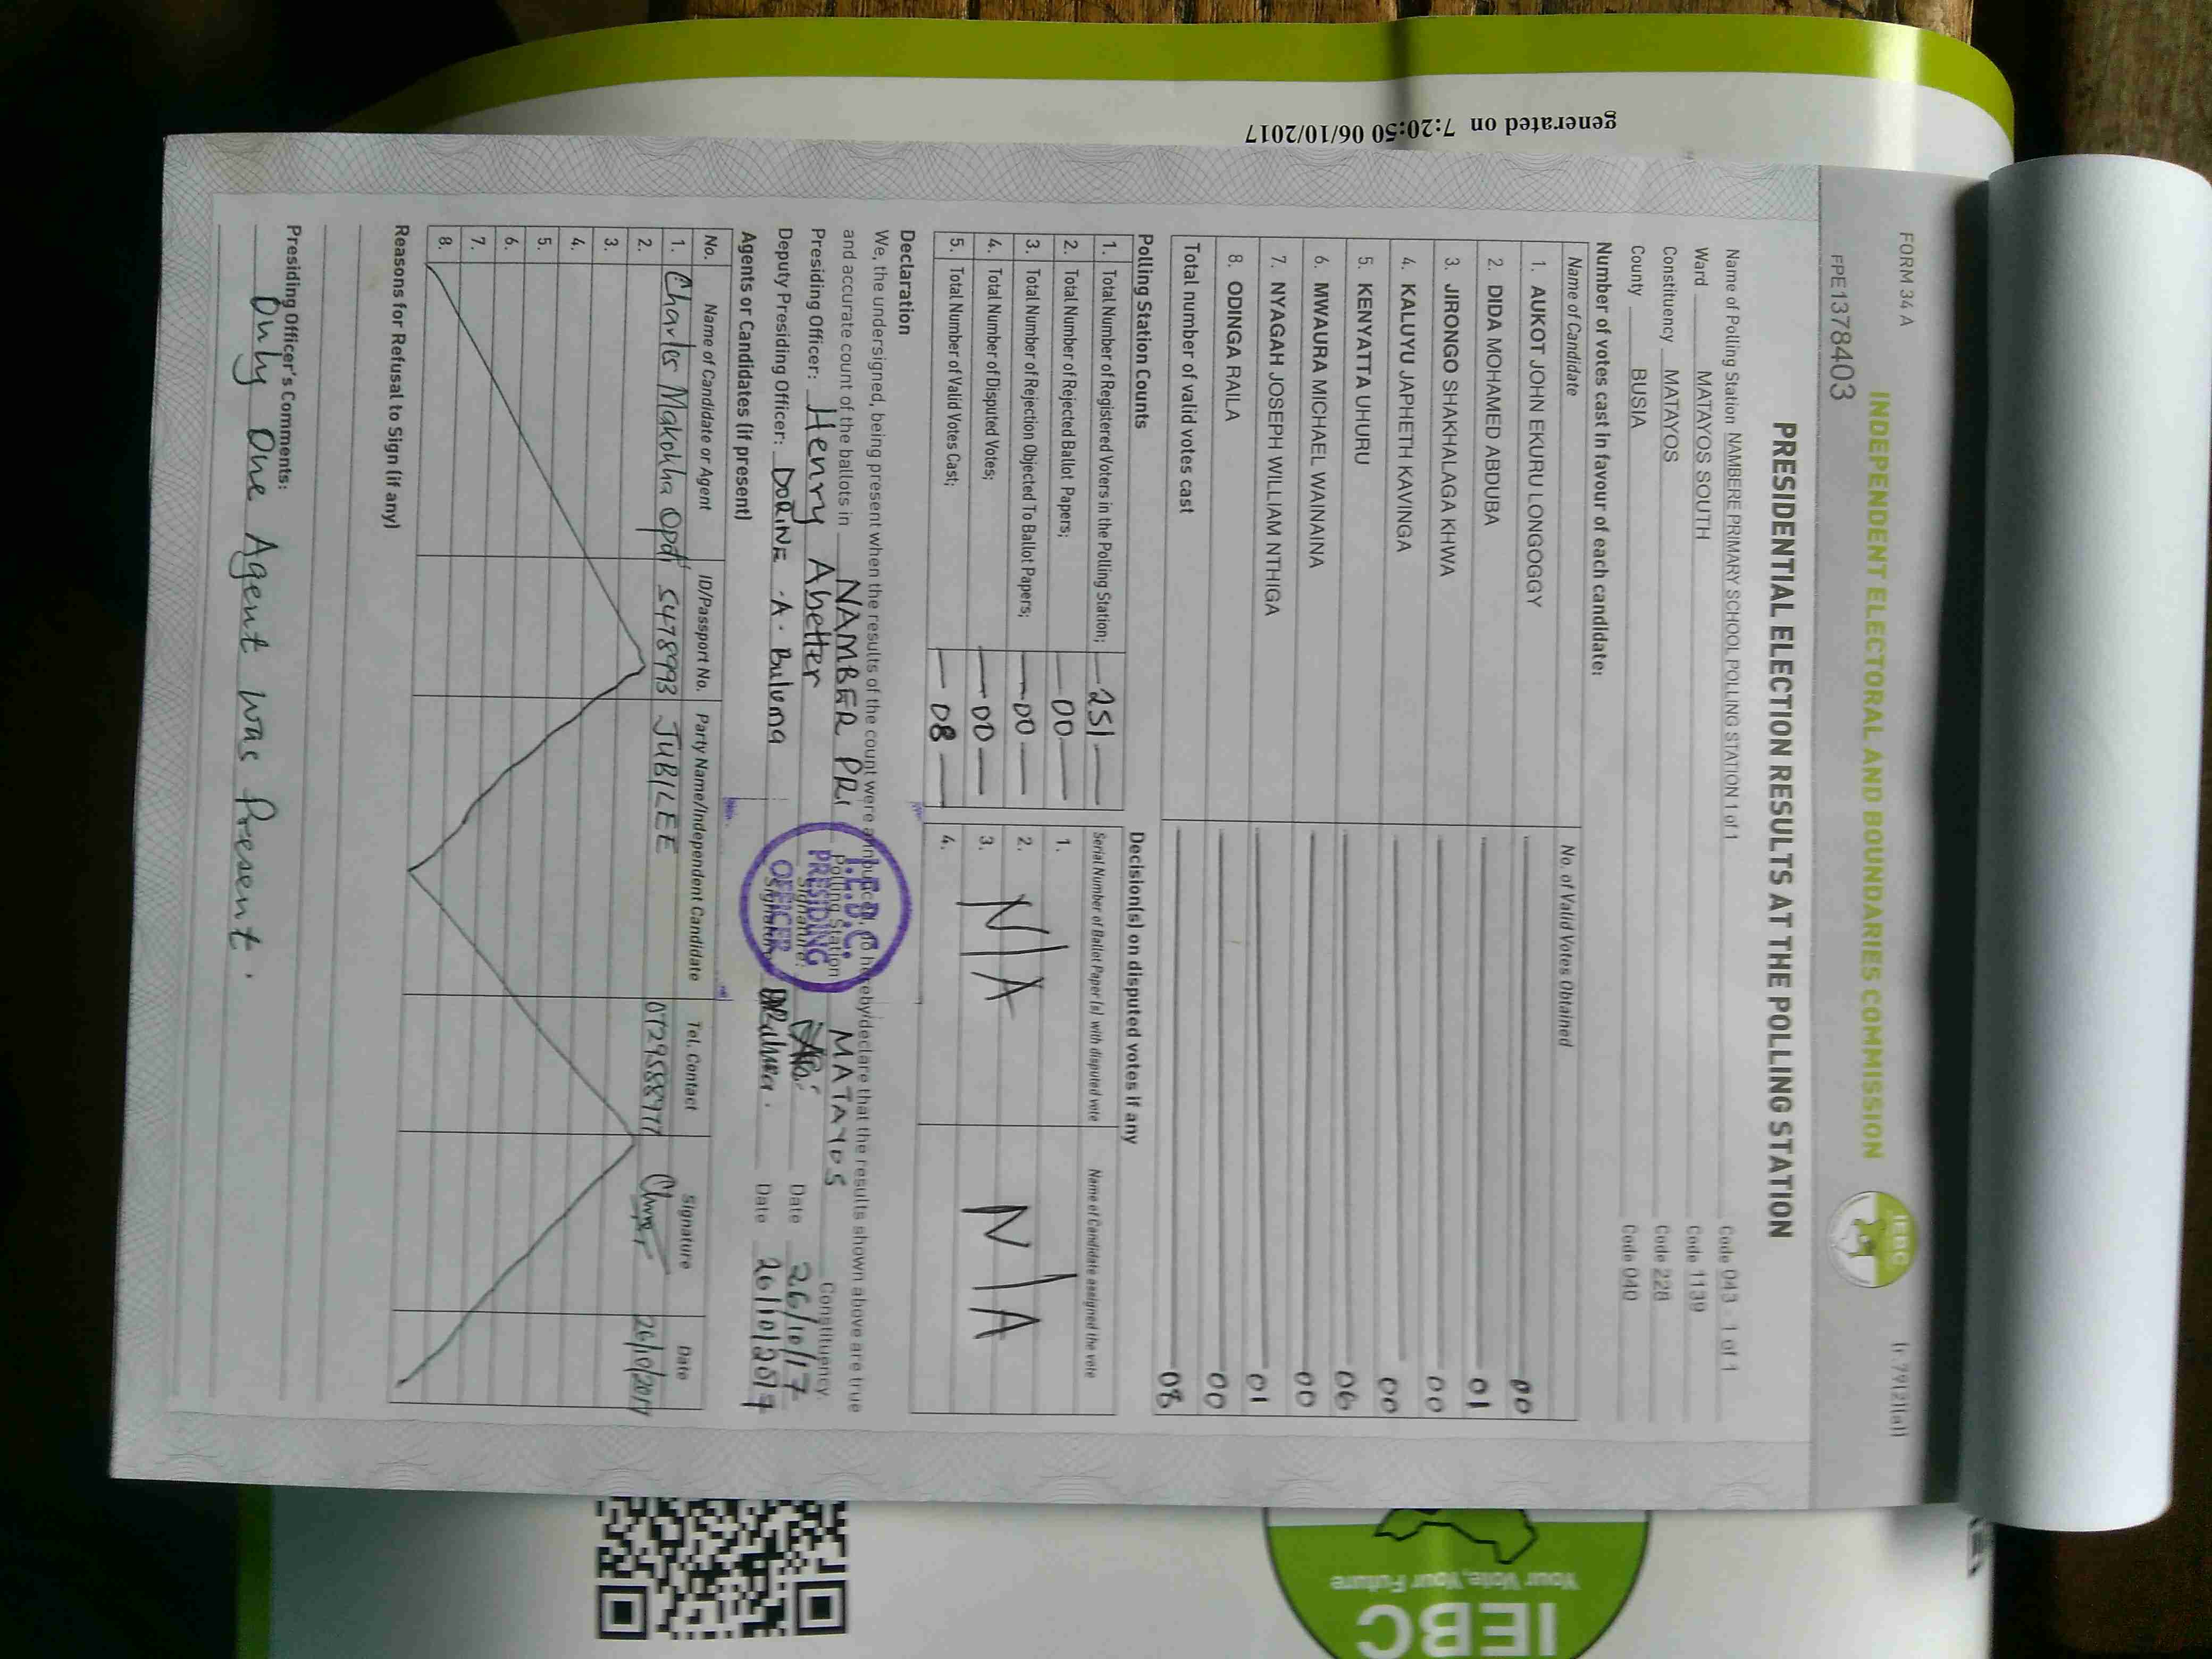 generated on 7:20:50 06/10/2017
FORM 34 A
INDEPENDENT ELECTORAL AND BOUNDARIES COMMISSION
IEBC
FPE1378403
PRESIDENTIAL ELECTION RESULTS AT THE POLLING STATION
Name of Polling Station NAMBERE PRIMARY SCHOOL POLLING STATION 1 of 1 Code 043 1 of 1
Ward MATAYOS SOUTH Code 1139
Constituency MATAYOS Code 228
County BUSIA Code 040
Number of votes cast in favour of each candidate:
Name of Candidate No. of Valid Votes Obtained
1. AUKOT JOHN EKURU LONGOGGY 00
2. DIDA MOHAMED ABDUBA 01
3. JIRONGO SHAKHALAGA KHWA 00
4. KALUYU JAPHETH KAVINGA 00
5. KENYATTA UHURU 06
6. MWAURA MICHAEL WAINAINA 00
7. NYAGAH JOSEPH WILLIAM NTHIGA 01
8. ODINGA RAILA 00
Total number of valid votes cast 08
Polling Station Counts
1. Total Number of Registered Voters in the Polling Station; 251
2. Total Number of Rejected Ballot Papers; 00
3. Total Number of Rejection Objected To Ballot Papers; 00
4. Total Number of Disputed Votes; 00
5. Total Number of Valid Votes Cast; 08
Decision(s) on disputed votes if any
Serial Number of Ballot Paper (s) with disputed vote Name of Candidate assigned the vote
1.
2. N/A N/A
3.
4.
Declaration
We, the undersigned, being present when the results of the count were announced, do hereby declare that the results shown above are true
and accurate count of the ballots in NAMBER PRI Polling Station MATAYOS Constituency.
Presiding Officer: Henry Abetter Signature: Date 26/10/17
Deputy Presiding Officer: DORINE A. Buluma Signature: Date 26/10/2017
I.E.B.C.
PRESIDING
OFFICER
Agents or Candidates (if present)
No. Name of Candidate or Agent ID/Passport No. Party Name/Independent Candidate Tel. Contact Signature Date
1. Charles Makokha Opd 5478993 JUBILEE 0729588977 26/10/2017
2.
3.
4.
5.
6.
7.
8.
Reasons for Refusal to Sign (if any)
Presiding Officer's Comments:
Only One Agent was Present.
Your Vote, Your Future
IEBC